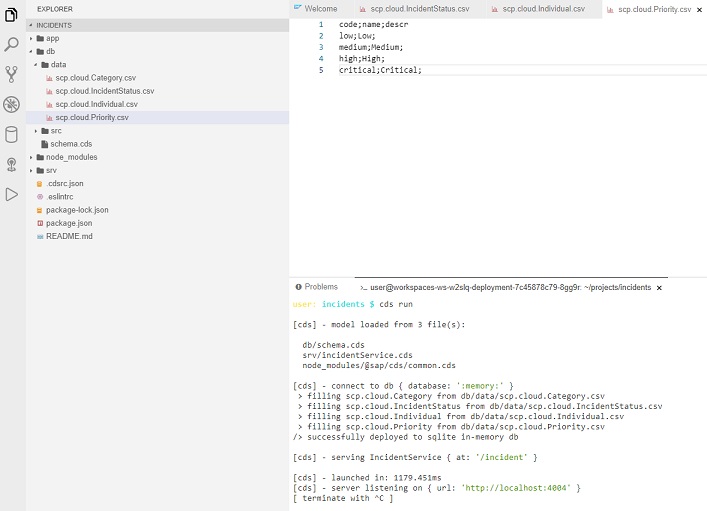 EXPLORER
INCIDENTS
app
db
data
scp.cloud.Category.csv
scp.cloud.IncidentStatus.csv
scp.cloud.Individual.csv
scp.cloud.Priority.csv
src
schema.cds
node_modules
srv
.cdsrc.json
.eslintrc
package-lock.json
package.json
README.md
Welcome scp.cloud.IncidentStatus.csv scp.cloud.Individual.csv scp.cloud.Priority.csv ×
1 code;name;descr
2 low;Low;
3 medium;Medium;
4 high;High;
5 critical;Critical;
Problems >_ user@workspaces-ws-w2slq-deployment-7c45878c79-8gg9r: ~/projects/incidents ×
user: incidents $ cds run
[cds] - model loaded from 3 file(s):
db/schema.cds
srv/incidentService.cds
node_modules/@sap/cds/common.cds
[cds] - connect to db { database: ':memory:' }
> filling scp.cloud.Category from db/data/scp.cloud.Category.csv
> filling scp.cloud.IncidentStatus from db/data/scp.cloud.IncidentStatus.csv
> filling scp.cloud.Individual from db/data/scp.cloud.Individual.csv
> filling scp.cloud.Priority from db/data/scp.cloud.Priority.csv
/> successfully deployed to sqlite in-memory db
[cds] - serving IncidentService { at: '/incident' }
[cds] - launched in: 1179.451ms
[cds] - server listening on { url: 'http://localhost:4004' }
[ terminate with ^C ]